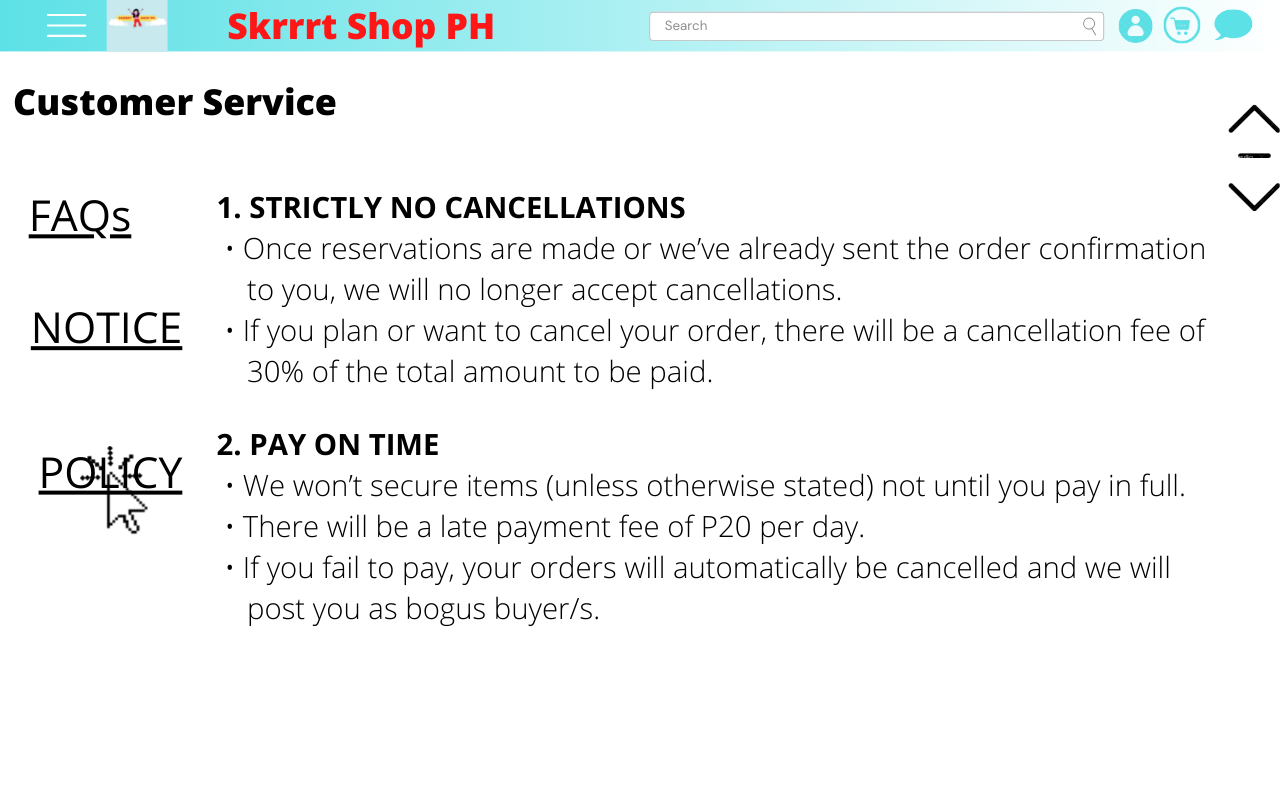 Skrrrt Shop PH
Search
Customer Service
FAQs
NOTICE
POLICY
1. STRICTLY NO CANCELLATIONS
• Once reservations are made or we’ve already sent the order confirmation
to you, we will no longer accept cancellations.
• If you plan or want to cancel your order, there will be a cancellation fee of
30% of the total amount to be paid.
2. PAY ON TIME
• We won’t secure items (unless otherwise stated) not until you pay in full.
• There will be a late payment fee of P20 per day.
• If you fail to pay, your orders will automatically be cancelled and we will
post you as bogus buyer/s.